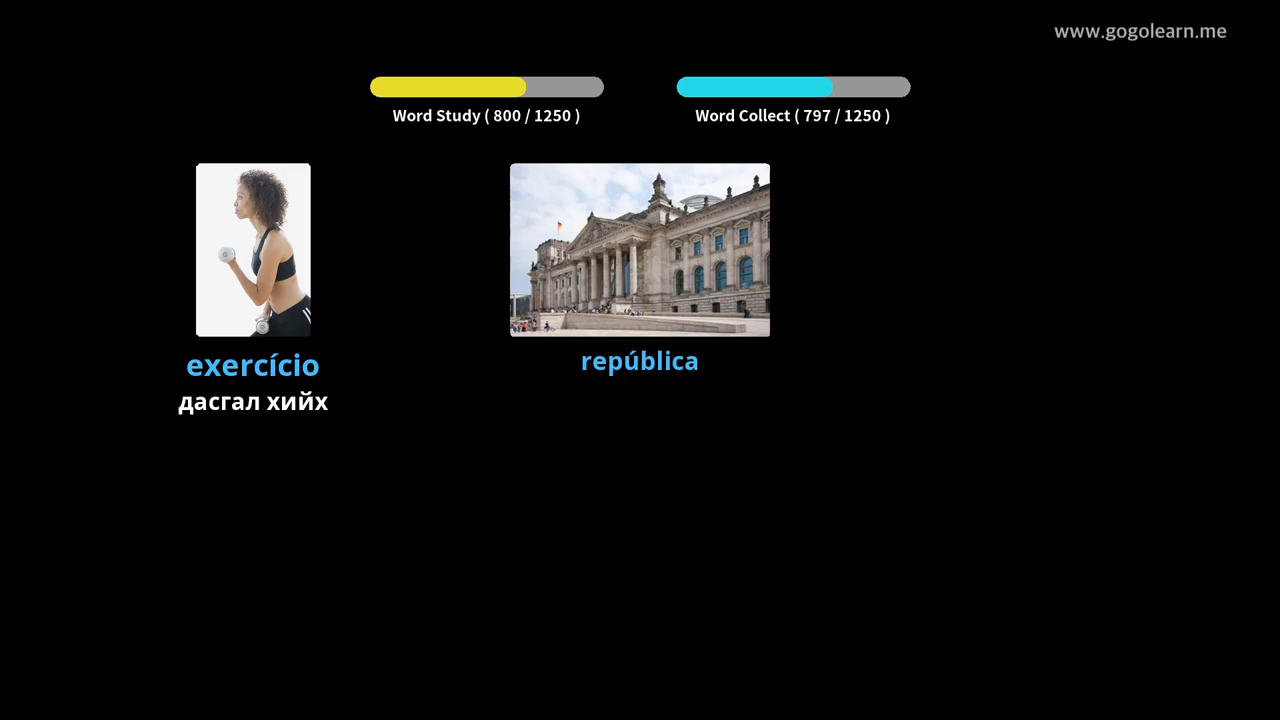 www.gogolearn.me
Word Study ( 800 / 1250 )
Word Collect ( 797 / 1250 )
exercício
дасгал хийх
república